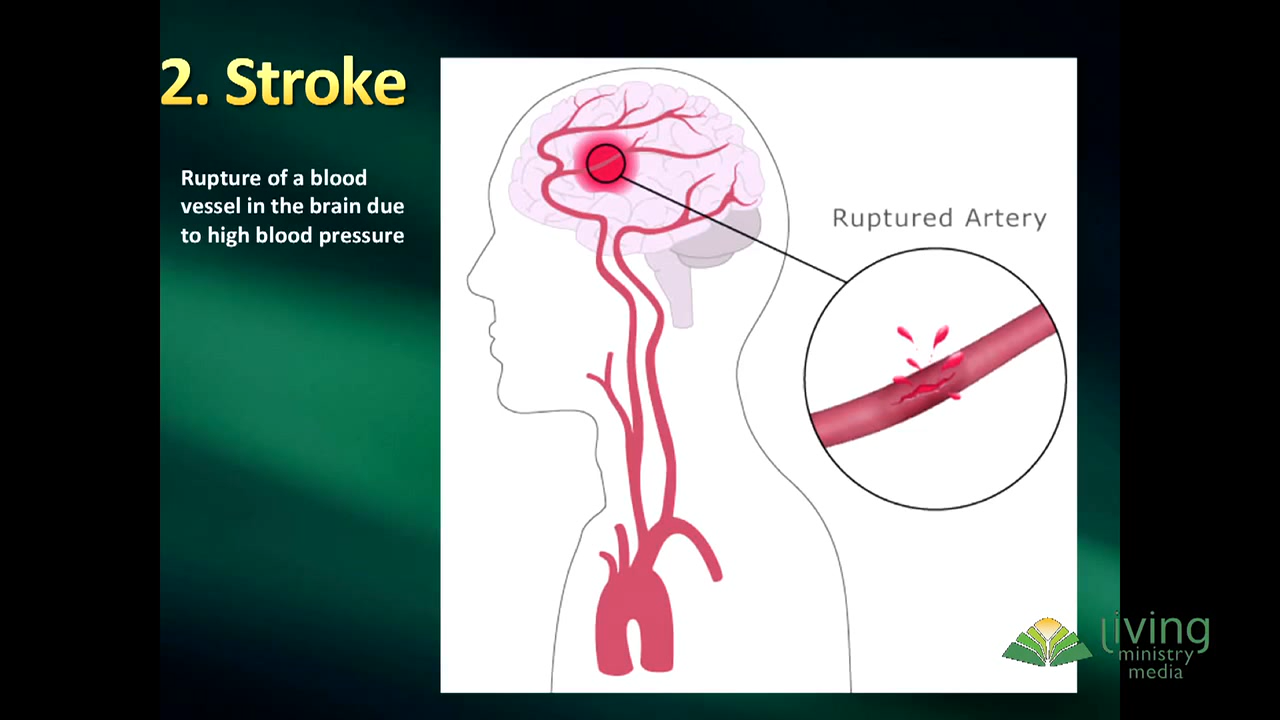 2. Stroke
Rupture of a blood
vessel in the brain due
to high blood pressure
Ruptured Artery
living
ministry
media